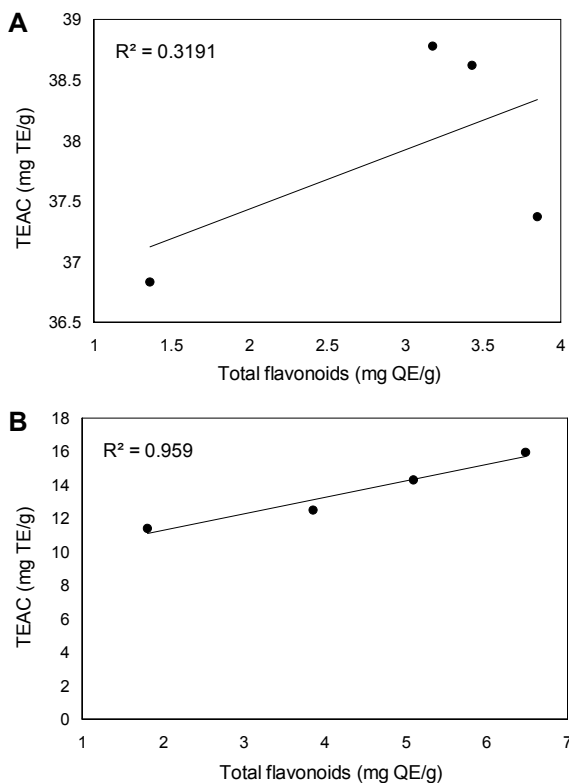 A
R² = 0.3191
TEAC (mg TE/g)
39
38.5
38
37.5
37
36.5
1 1.5 2 2.5 3 3.5 4
Total flavonoids (mg QE/g)
B
R² = 0.959
TEAC (mg TE/g)
18
16
14
12
10
8
6
4
2
0
1 2 3 4 5 6 7
Total flavonoids (mg QE/g)